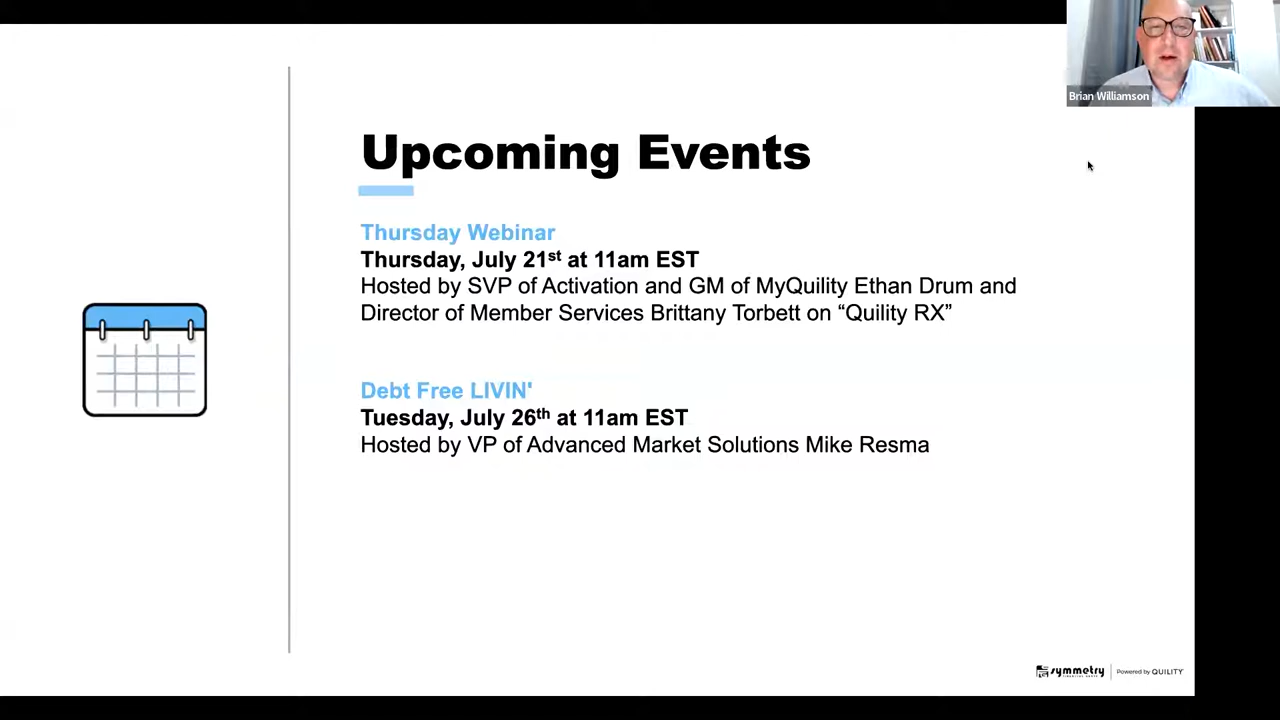 Brian Williamson
Upcoming Events
Thursday Webinar
Thursday, July 21st at 11am EST
Hosted by SVP of Activation and GM of MyQuility Ethan Drum and
Director of Member Services Brittany Torbett on “Quility RX”
Debt Free LIVIN'
Tuesday, July 26th at 11am EST
Hosted by VP of Advanced Market Solutions Mike Resma
symmetry
FINANCIAL GROUP
Powered by QUILITY